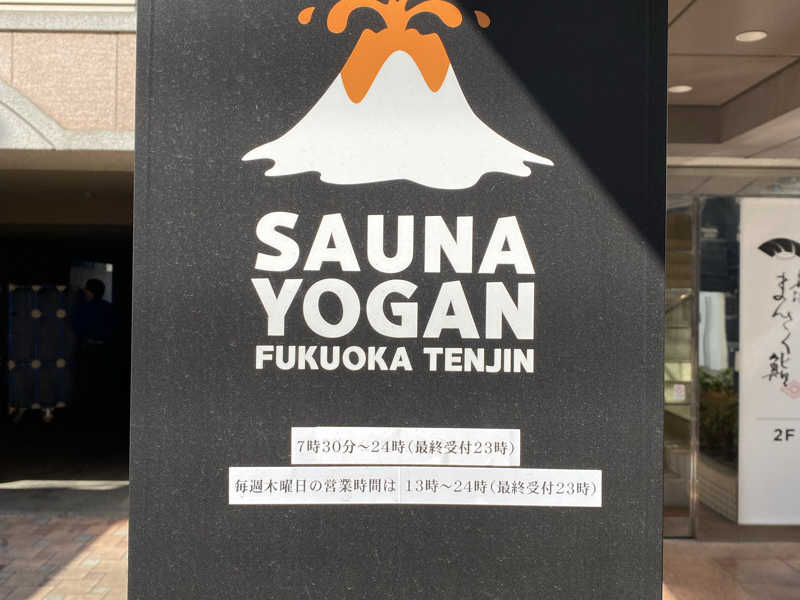 SAUNA
YOGAN
FUKUOKA TENJIN
7時30分～24時(最終受付23時)
毎週木曜日の営業時間は 13時～24時(最終受付23時)
2F